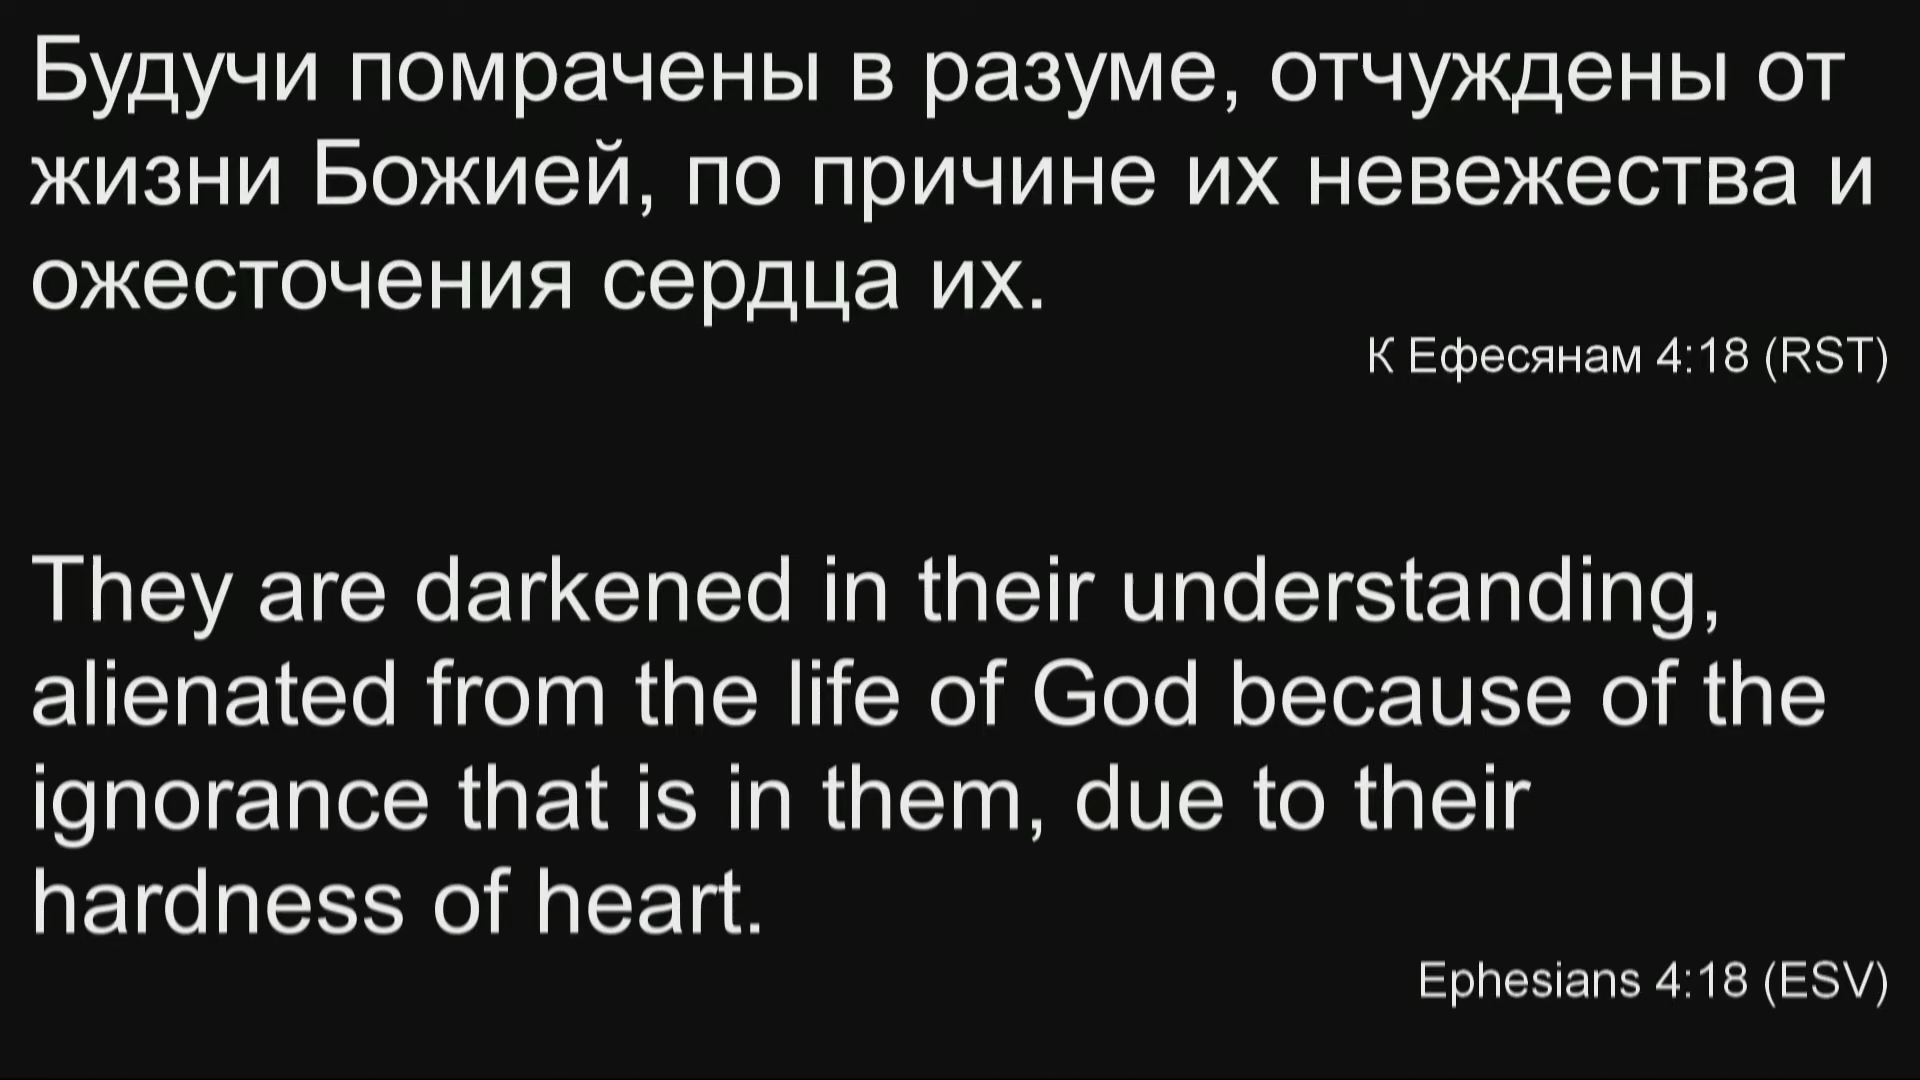 Будучи помрачены в разуме, отчуждены от
жизни Божией, по причине их невежества и
ожесточения сердца их.
К Ефесянам 4:18 (RST)
They are darkened in their understanding,
alienated from the life of God because of the
ignorance that is in them, due to their
hardness of heart.
Ephesians 4:18 (ESV)